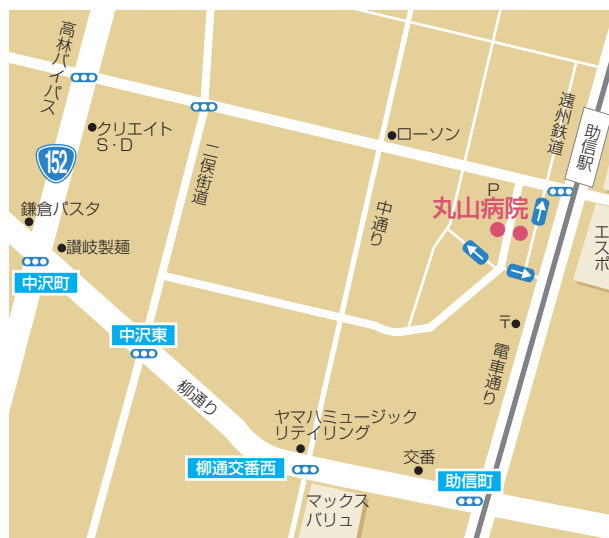 高林バイパス
クリエイト
S・D
152
二俣街道
ローソン
遠州鉄道
助信駅
鎌倉パスタ
讃岐製麺
中沢町
中通り
P
丸山病院
エスポ
中沢東
〒
電車通り
柳通り
ヤマハミュージック
リテイリング
柳通交番西
交番
助信町
マックス
バリュ